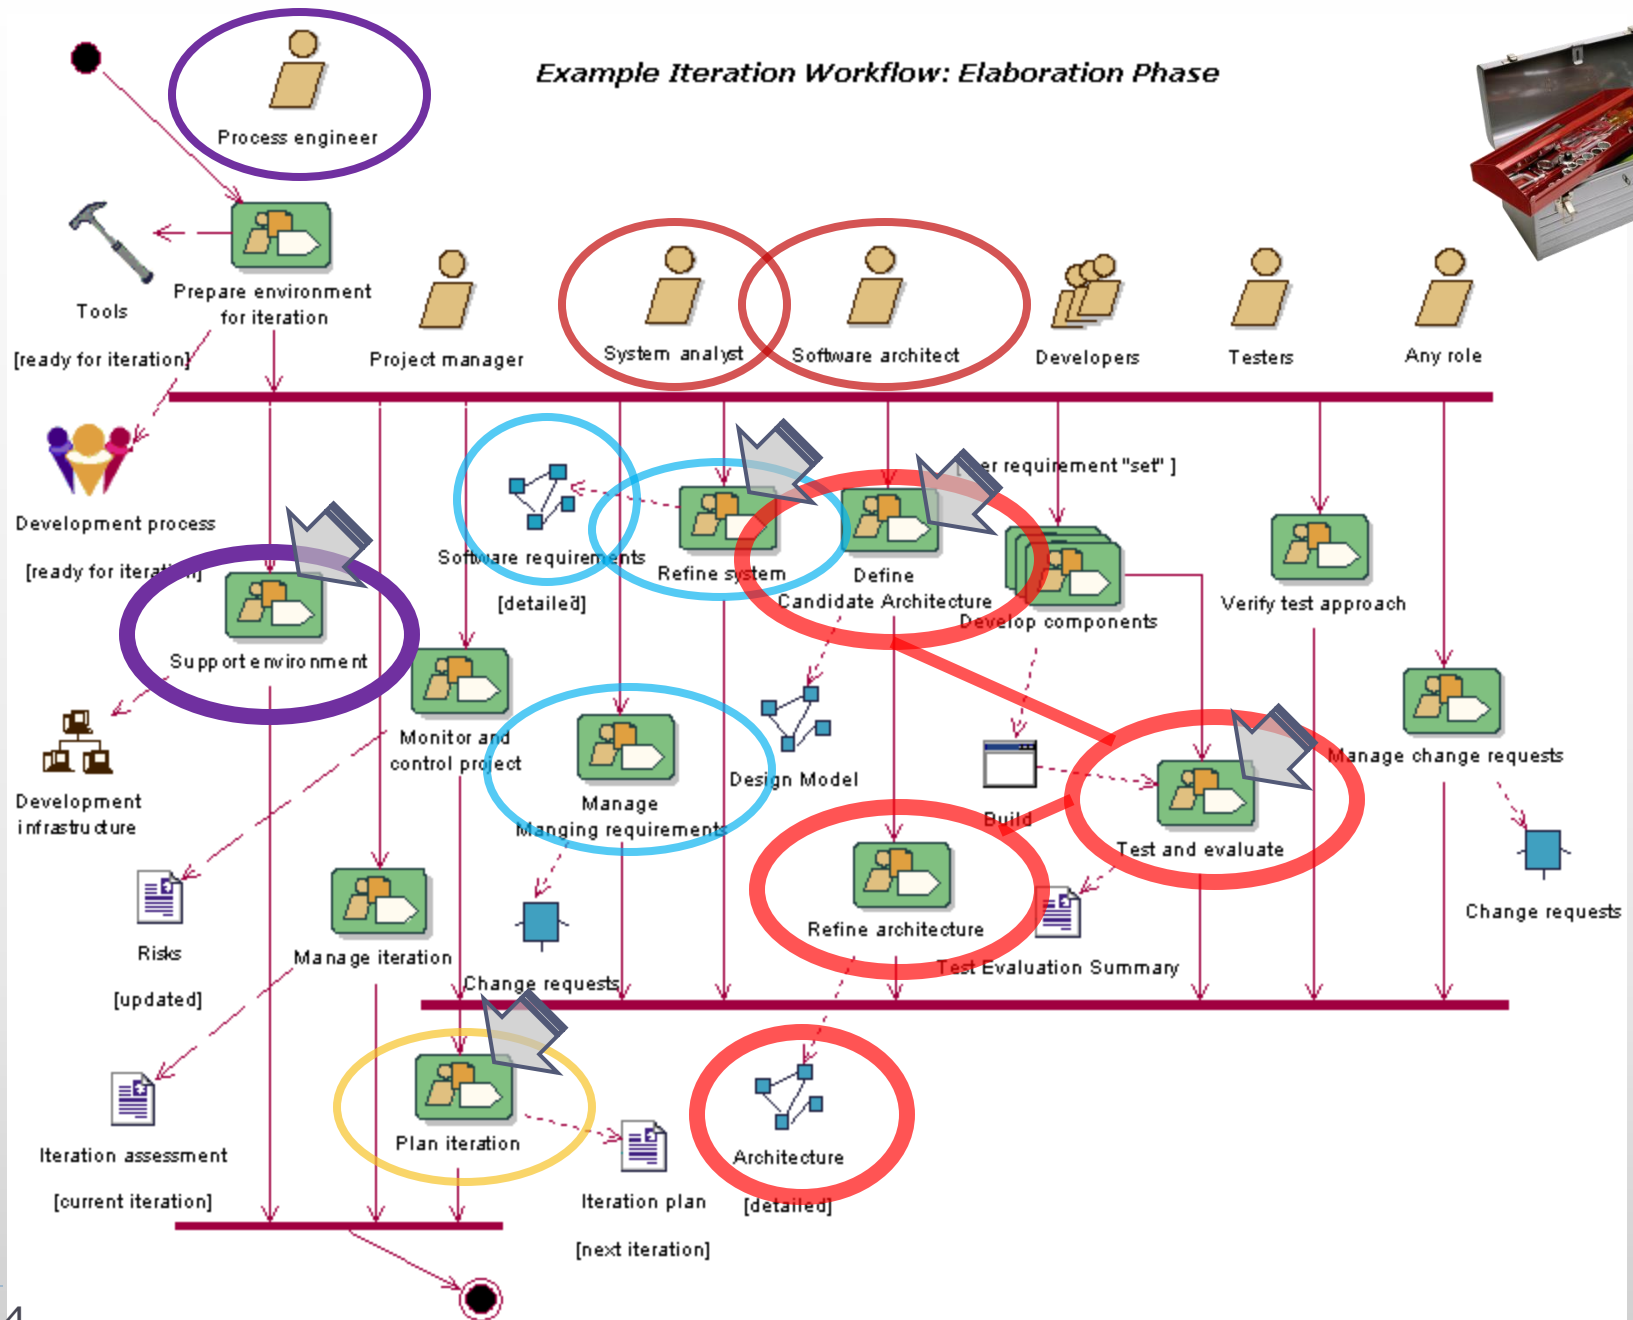 Example Iteration Workflow: Elaboration Phase
Process engineer
Tools
Prepare environment
for iteration
[ready for iteration]
Project manager
System analyst
Software architect
Developers
Testers
Any role
Development process
[ready for iteration]
Software requirements
[detailed]
Refine system
Define
Candidate Architecture
er requirement "set" ]
Develop components
Verify test approach
Support environment
Monitor and
control project
Development
infrastructure
Manage
Manging requirements
Design Model
Build
Manage change requests
Test and evaluate
Risks
[updated]
Manage iteration
Change requests
Refine architecture
Test Evaluation Summary
Change requests
Iteration assessment
[current iteration]
Plan iteration
Iteration plan
[next iteration]
Architecture
[detailed]
4